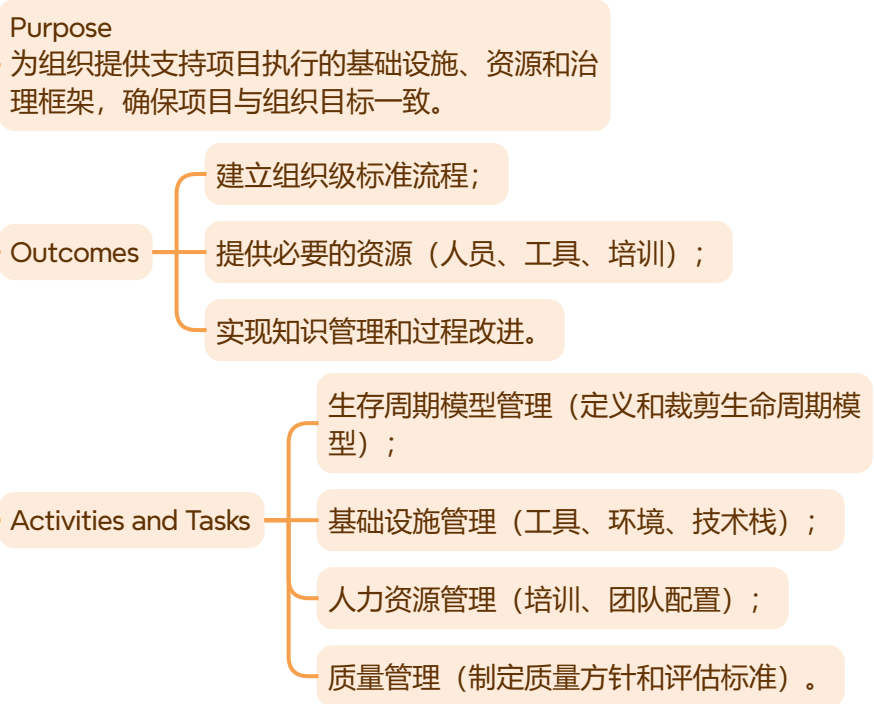 Purpose
为组织提供支持项目执行的基础设施、资源和治
理框架，确保项目与组织目标一致。
建立组织级标准流程；
Outcomes
提供必要的资源（人员、工具、培训）；
实现知识管理和过程改进。
生存周期模型管理（定义和裁剪生命周期模
型）；
Activities and Tasks
基础设施管理（工具、环境、技术栈）；
人力资源管理（培训、团队配置）；
质量管理（制定质量方针和评估标准）。